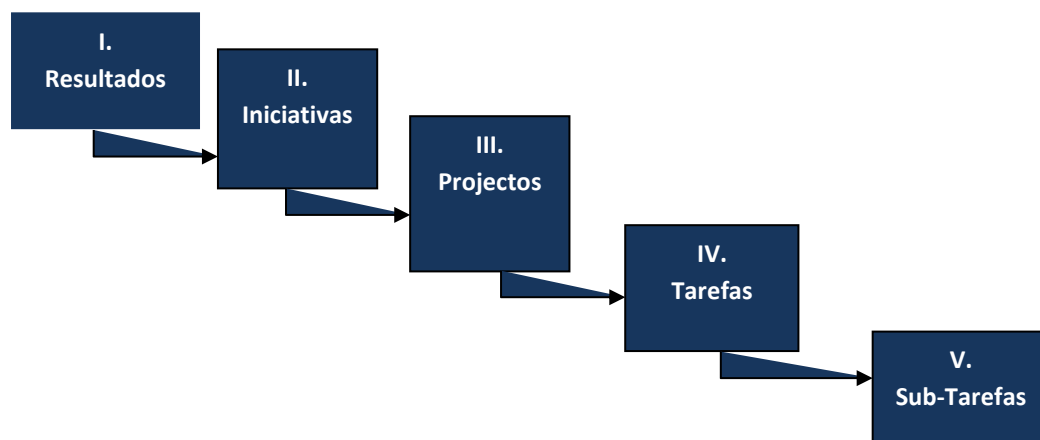 I.
Resultados
II.
Iniciativas
III.
Projectos
IV.
Tarefas
V.
Sub-Tarefas